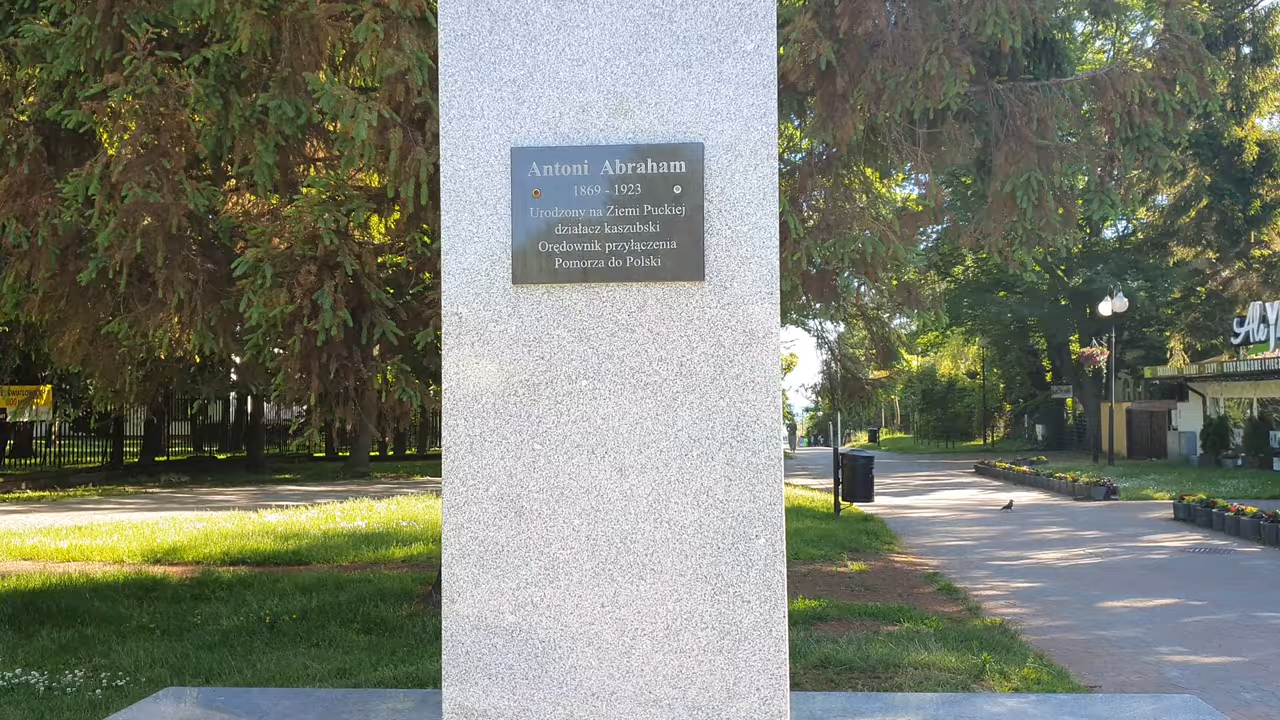 Antoni Abraham
1869 - 1923
Urodzony na Ziemi Puckiej
działacz kaszubski
Orędownik przyłączenia
Pomorza do Polski